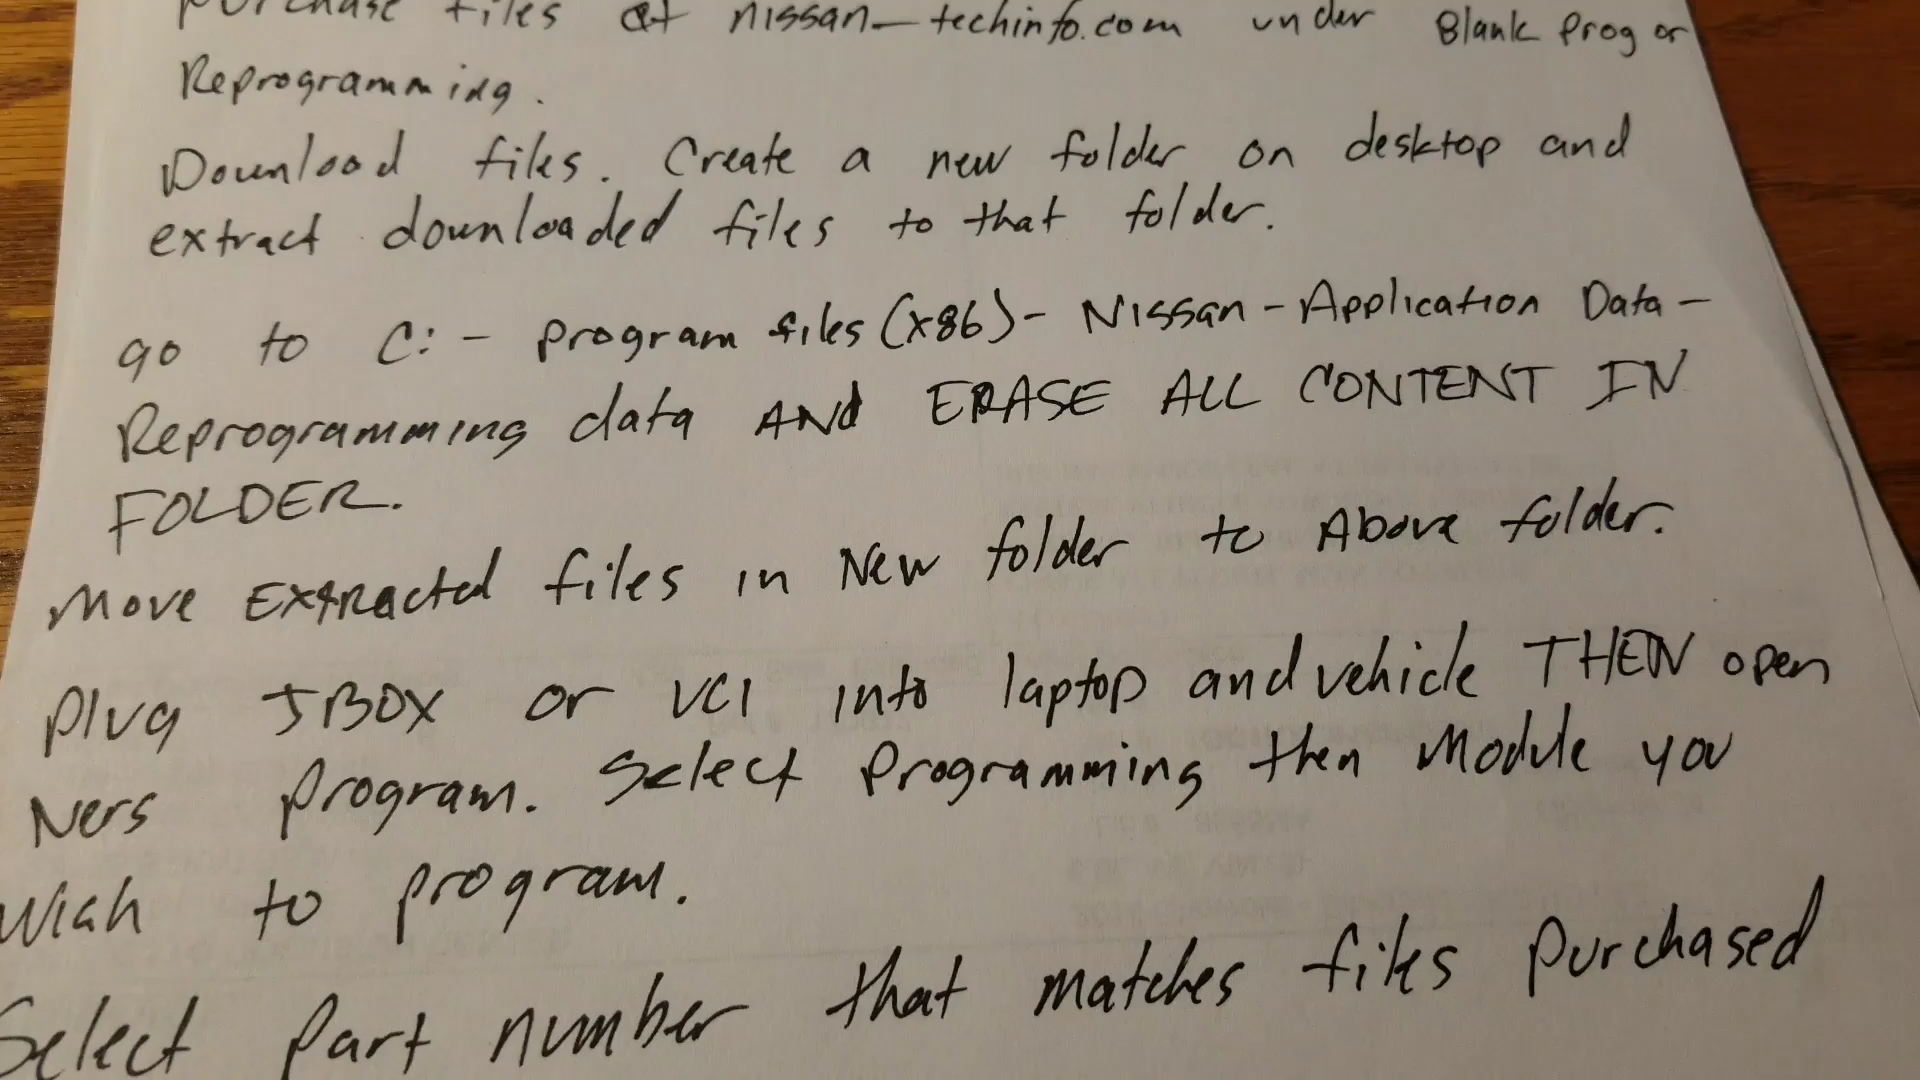 Purchase files at nissan-techinfo.com under Blank Prog or
Reprogramming.
Download files. Create a new folder on desktop and
extract downloaded files to that folder.
go to C: - program files (x86) - Nissan - Application Data -
Reprogramming data ANd ERASE ALL CONTENT IN
FOLDER.
Move Extracted files in New folder to Above folder.
Plug JBOX or VCI into laptop and vehicle THEN open
Ners program. Select Programming then Module you
Wish to program.
Select Part number that matches files purchased